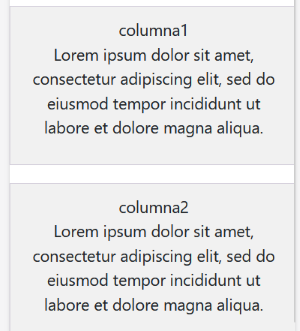 columna1
Lorem ipsum dolor sit amet,
consectetur adipiscing elit, sed do
eiusmod tempor incididunt ut
labore et dolore magna aliqua.
columna2
Lorem ipsum dolor sit amet,
consectetur adipiscing elit, sed do
eiusmod tempor incididunt ut
labore et dolore magna aliqua.